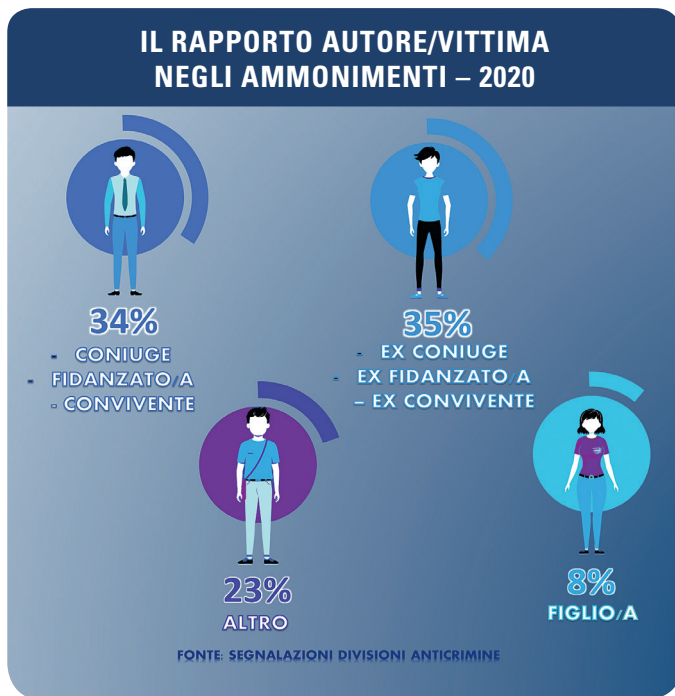 IL RAPPORTO AUTORE/VITTIMA
NEGLI AMMONIMENTI – 2020
34%
- CONIUGE
- FIDANZATO/A
- CONVIVENTE
35%
- EX CONIUGE
- EX FIDANZATO/A
– EX CONVIVENTE
23%
ALTRO
8%
FIGLIO/A
FONTE: SEGNALAZIONI DIVISIONI ANTICRIMINE